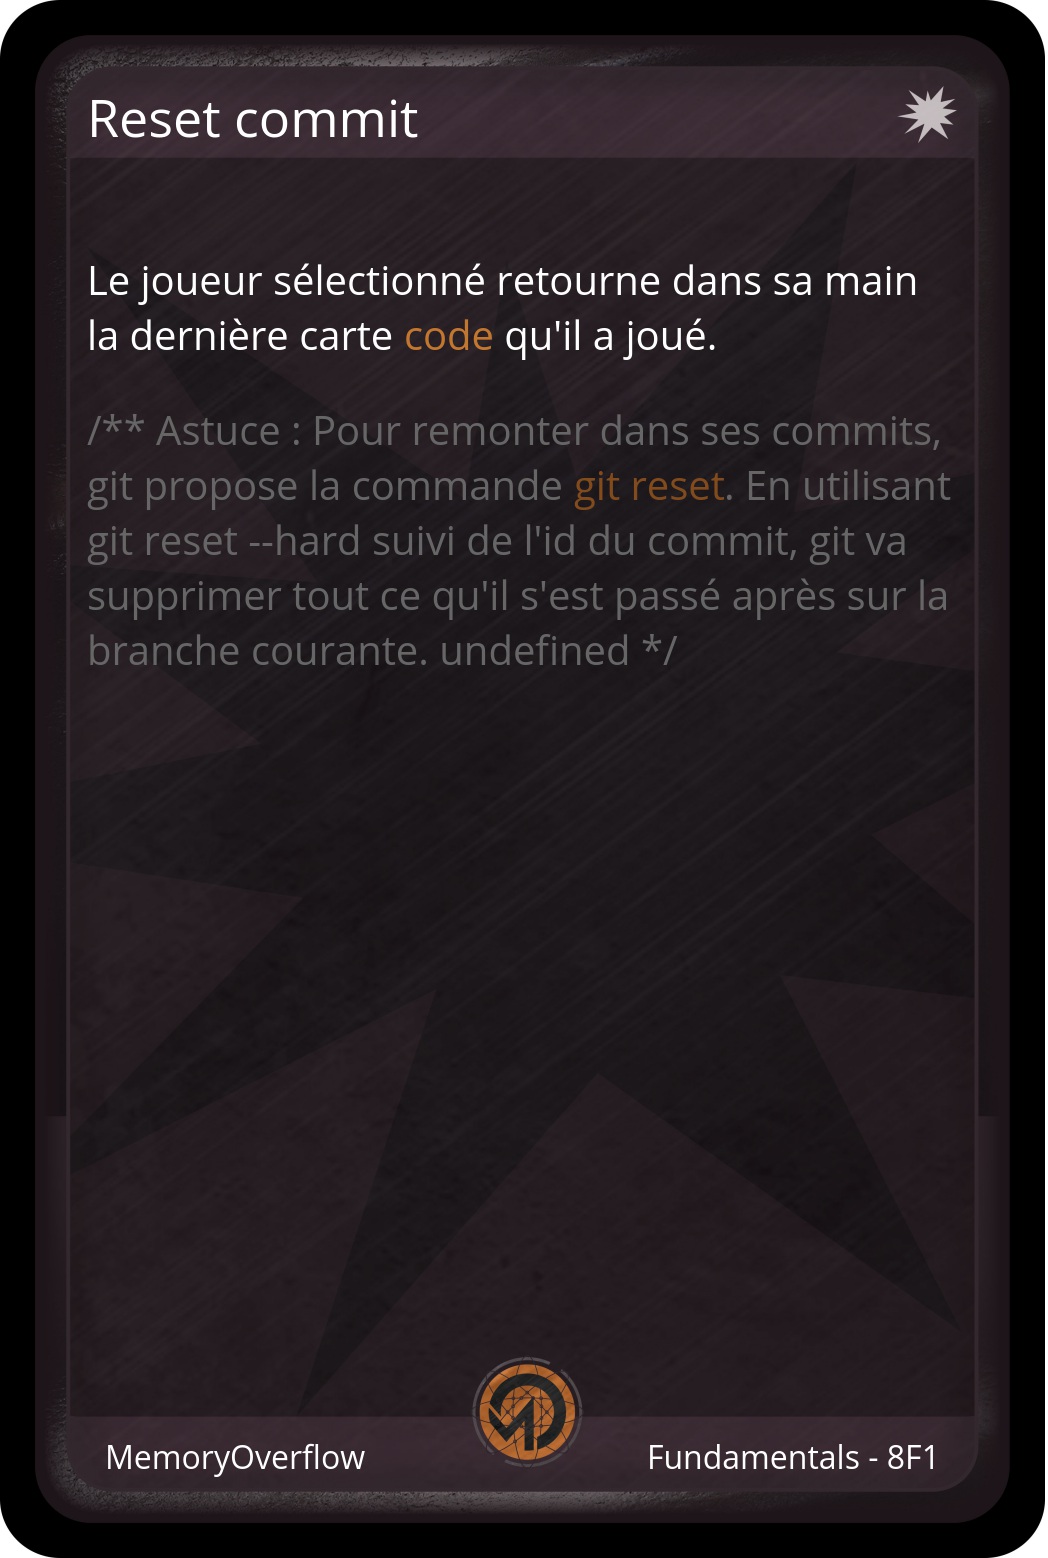 Reset commit
Le joueur sélectionné retourne dans sa main
la dernière carte code qu'il a joué.
/** Astuce : Pour remonter dans ses commits,
git propose la commande git reset. En utilisant
git reset --hard suivi de l'id du commit, git va
supprimer tout ce qu'il s'est passé après sur la
branche courante. undefined */
MemoryOverflow
Fundamentals - 8F1